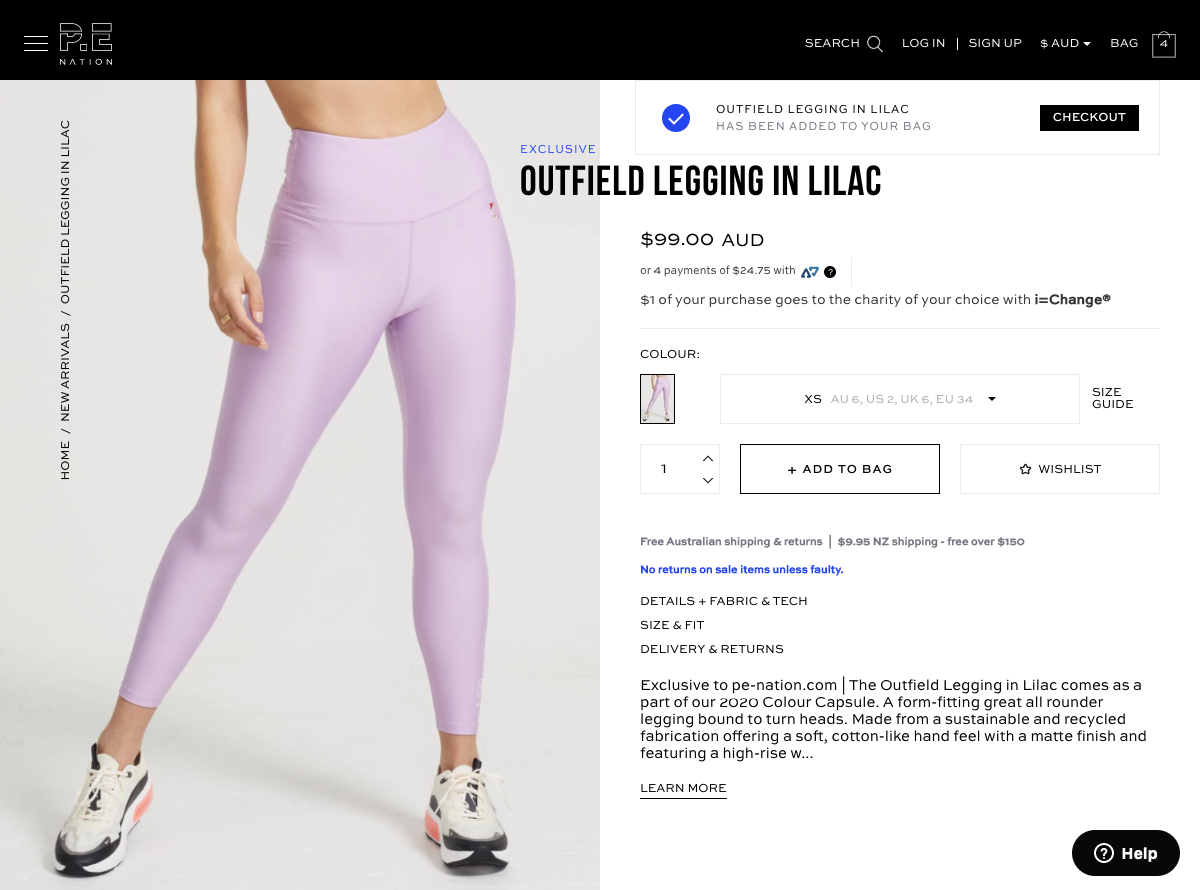 P.E
NATION
SEARCH
LOG IN | SIGN UP
$ AUD
BAG
4
HOME / NEW ARRIVALS / OUTFIELD LEGGING IN LILAC
OUTFIELD LEGGING IN LILAC
HAS BEEN ADDED TO YOUR BAG
CHECKOUT
EXCLUSIVE
OUTFIELD LEGGING IN LILAC
$99.00 AUD
or 4 payments of $24.75 with ?
$1 of your purchase goes to the charity of your choice with i=Change®
COLOUR:
XS AU 6, US 2, UK 6, EU 34
SIZE
GUIDE
1
+ ADD TO BAG
WISHLIST
Free Australian shipping & returns | $9.95 NZ shipping - free over $150
No returns on sale items unless faulty.
DETAILS + FABRIC & TECH
SIZE & FIT
DELIVERY & RETURNS
Exclusive to pe-nation.com | The Outfield Legging in Lilac comes as a
part of our 2020 Colour Capsule. A form-fitting great all rounder
legging bound to turn heads. Made from a sustainable and recycled
fabrication offering a soft, cotton-like hand feel with a matte finish and
featuring a high-rise w...
LEARN MORE
? Help